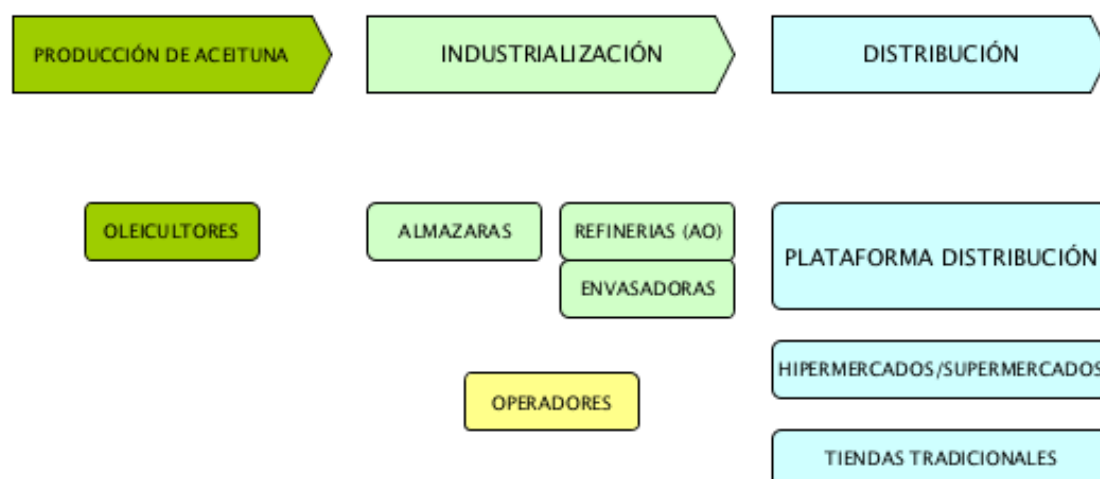 PRODUCCIÓN DE ACEITUNA
INDUSTRIALIZACIÓN
DISTRIBUCIÓN
OLEICULTORES
ALMAZARAS
REFINERIAS (AO)
ENVASADORAS
PLATAFORMA DISTRIBUCIÓN
HIPERMERCADOS/SUPERMERCADOS
OPERADORES
TIENDAS TRADICIONALES